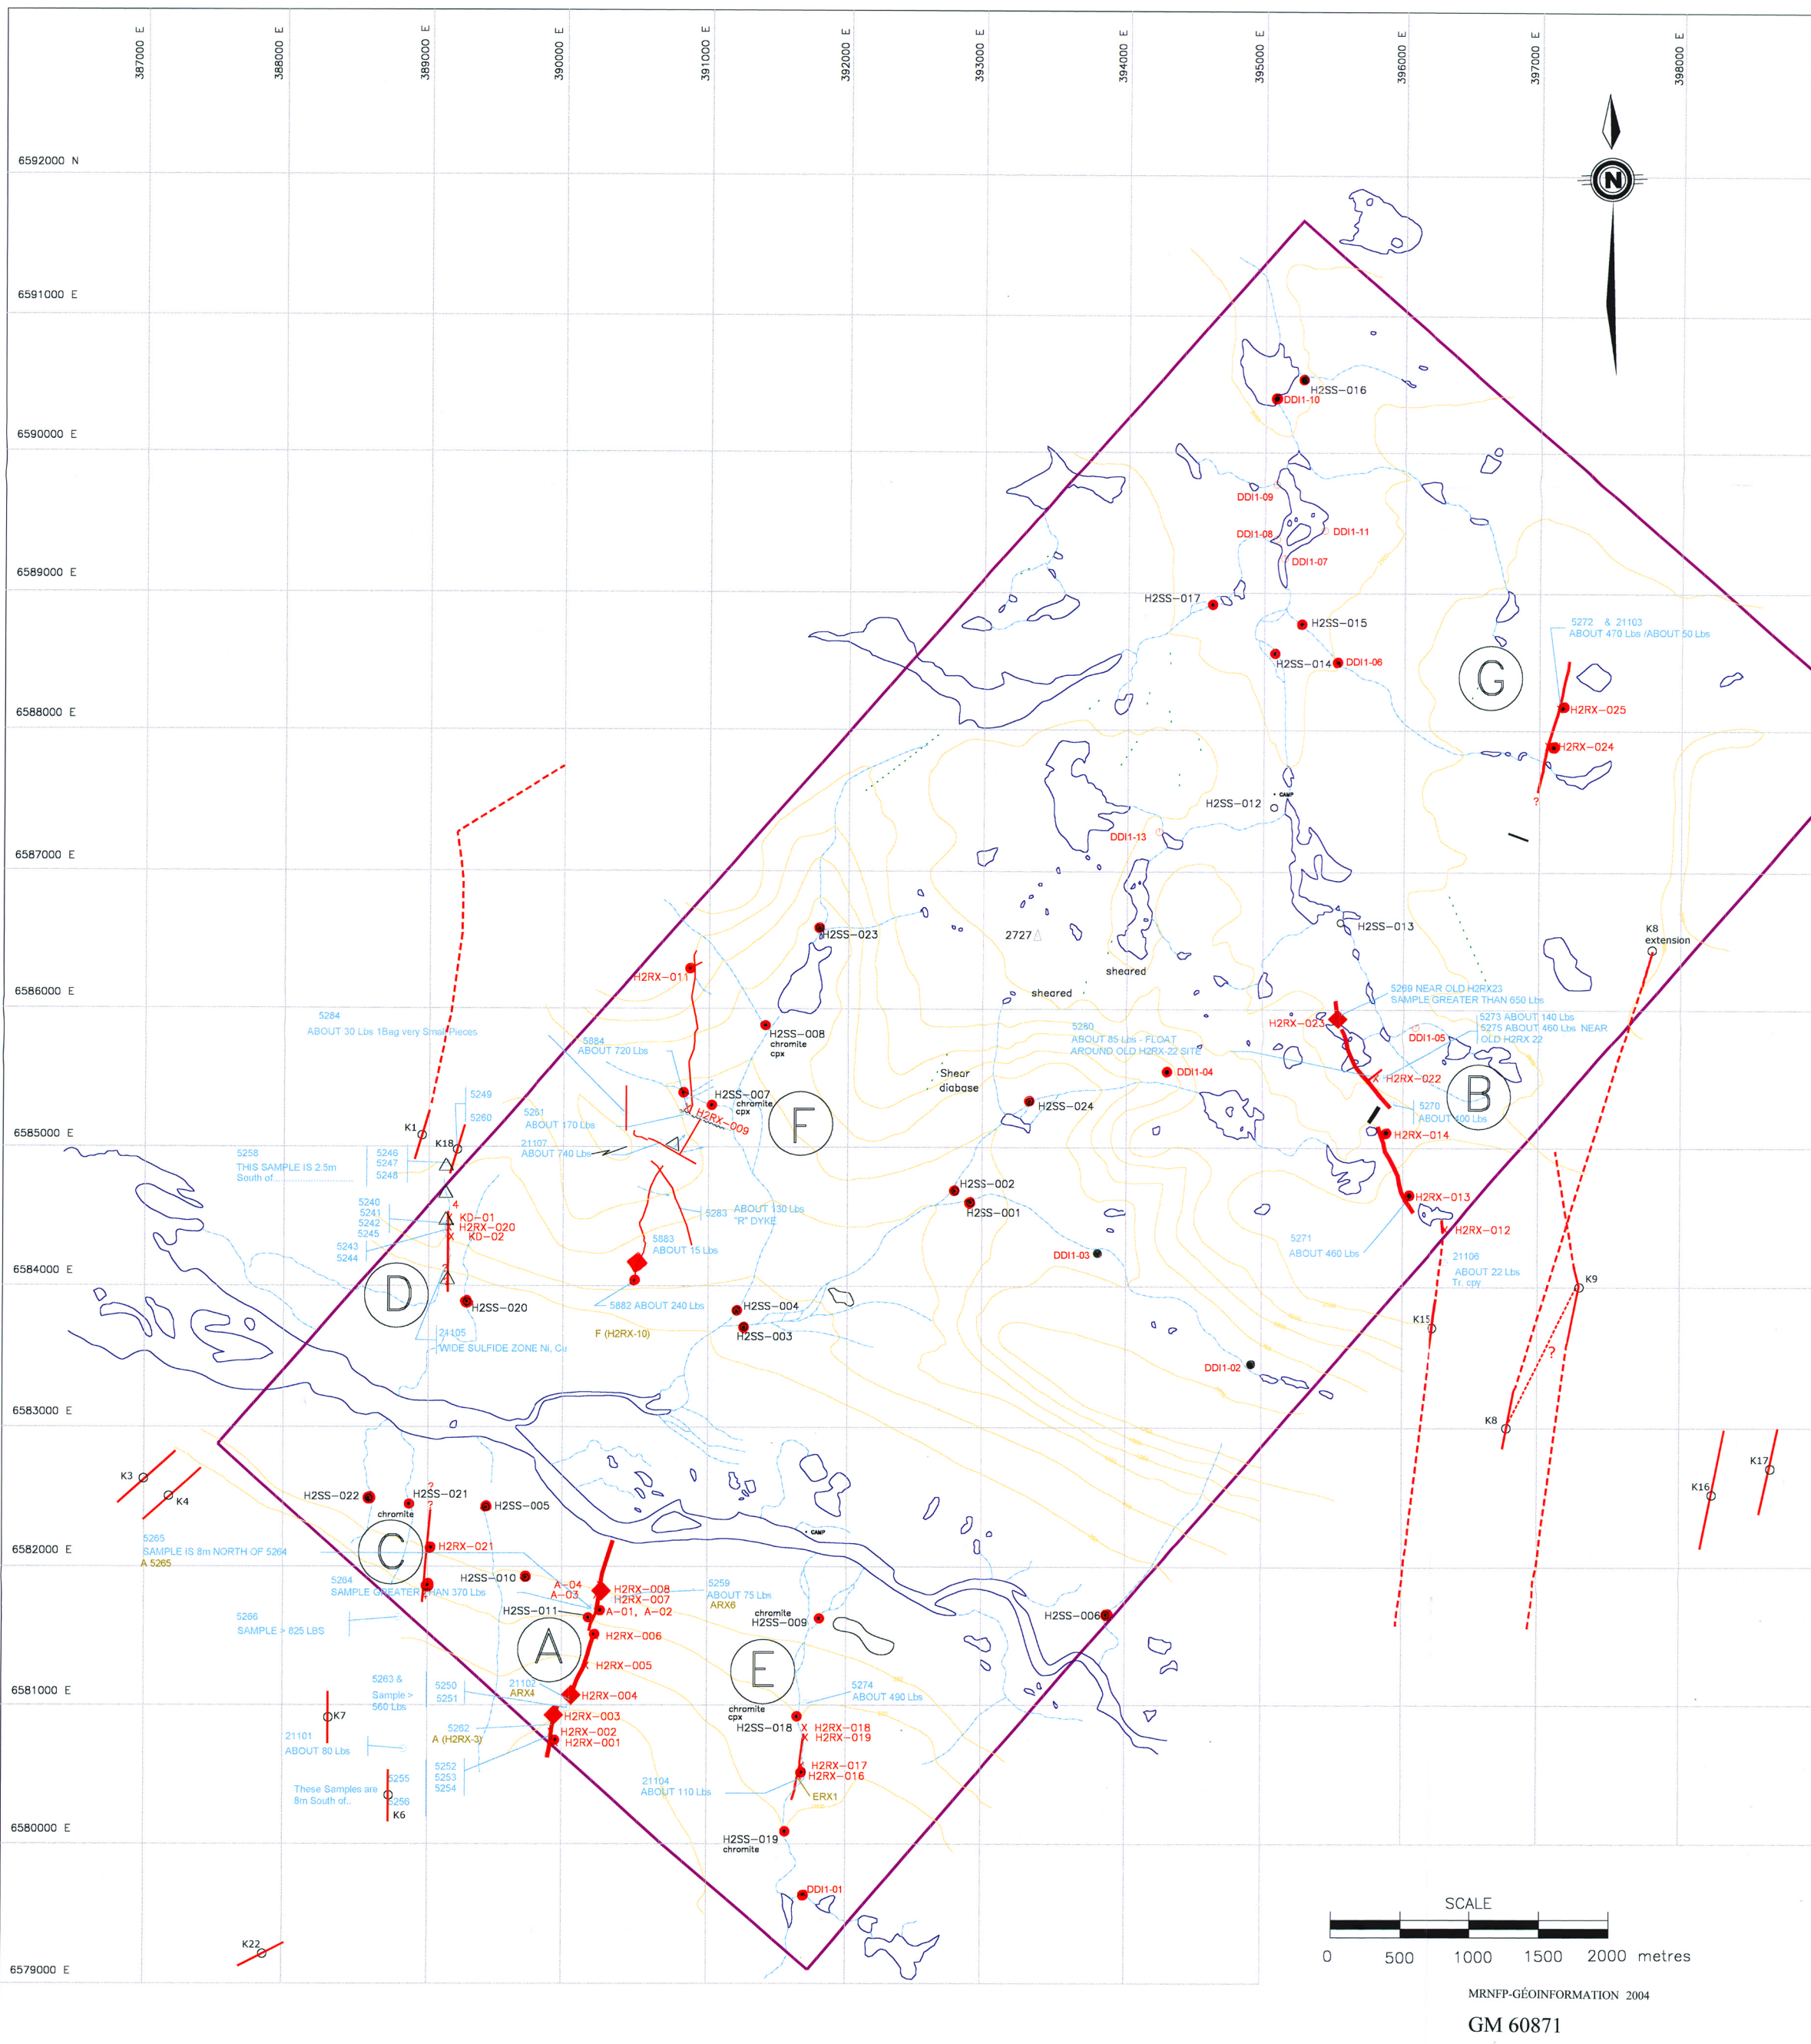 387000 E
388000 E
389000 E
390000 E
391000 E
392000 E
393000 E
394000 E
395000 E
396000 E
397000 E
398000 E
6592000 N
N
6591000 E
H2SS-016
DDI1-10
6590000 E
DDI1-09
DDI1-08
DDI1-11
DDI1-07
6589000 E
H2SS-017
H2SS-015
5272 & 21103
ABOUT 470 Lbs /ABOUT 50 Lbs
H2SS-014
DDI1-06
G
6588000 E
H2RX-025
H2RX-024
CAMP
H2SS-012
?
DDI1-13
6587000 E
H2SS-023
2727
H2SS-013
K8
extension
H2RX-011
sheared
sheared
6586000 E
5269 NEAR OLD H2RX23
SAMPLE GREATER THAN 650 Lbs
5284
ABOUT 30 Lbs 1Bag very Small Pieces
H2SS-008
chromite
cpx
5280
ABOUT 85 Lbs - FLOAT
AROUND OLD H2RX-22 SITE
H2RX-023
5273 ABOUT 140 Lbs
5275 ABOUT 460 Lbs NEAR
OLD H2RX 22
DDI1-05
5884
ABOUT 720 Lbs
Shear
diabase
DDI1-04
H2RX-022
B
5249
5260
H2SS-007
chromite
cpx
H2RX-009
F
H2SS-024
5270
ABOUT 400 Lbs
5261
ABOUT 170 Lbs
K1
K18
H2RX-014
6585000 E
21107
ABOUT 740 Lbs
5258
THIS SAMPLE IS 2.5m
South of
5246
5247
5248
H2SS-002
H2SS-001
H2RX-013
5240
5241
5242
5245
4
KD-01
H2RX-020
KD-02
5283
ABOUT 130 Lbs
"R" DYKE
H2RX-012
5243
5244
5883
ABOUT 15 Lbs
DDI1-03
5271
ABOUT 460 Lbs
21106
ABOUT 22 Lbs
Tr. cpy
6584000 E
?
K9
D
H2SS-020
5882 ABOUT 240 Lbs
H2SS-004
H2SS-003
F (H2RX-10)
K15
21105
WIDE SULFIDE ZONE Ni, Cu
DDI1-02
?
6583000 E
K8
K3
K4
K17
K16
H2SS-022
H2SS-021
chromite
?
?
H2SS-005
CAMP
5265
SAMPLE IS 8m NORTH OF 5264
A 5265
C
H2RX-021
6582000 E
5264
SAMPLE GREATER THAN 370 Lbs
H2SS-010
A-04
A-03
H2RX-008
H2RX-007
5259
ABOUT 75 Lbs
ARX6
H2SS-011
A-01, A-02
chromite
H2SS-009
H2SS-006
5266
SAMPLE > 825 LBS
H2RX-006
A
H2RX-005
E
5263 &
Sample >
560 Lbs
5250
5251
21102
ARX4
H2RX-004
5274
ABOUT 490 Lbs
6581000 E
K7
H2RX-003
chromite
cpx
H2SS-018
H2RX-018
H2RX-019
21101
ABOUT 80 Lbs
5262
A (H2RX-3)
H2RX-002
H2RX-001
5252
5253
5254
H2RX-017
H2RX-016
5255
5256
These Samples are
8m South of..
K6
21104
ABOUT 110 Lbs
ERX1
6580000 E
H2SS-019
chromite
DDI1-01
K22
SCALE
6579000 E
0 500 1000 1500 2000 metres
MRNFP-GÉOINFORMATION 2004
GM 60871